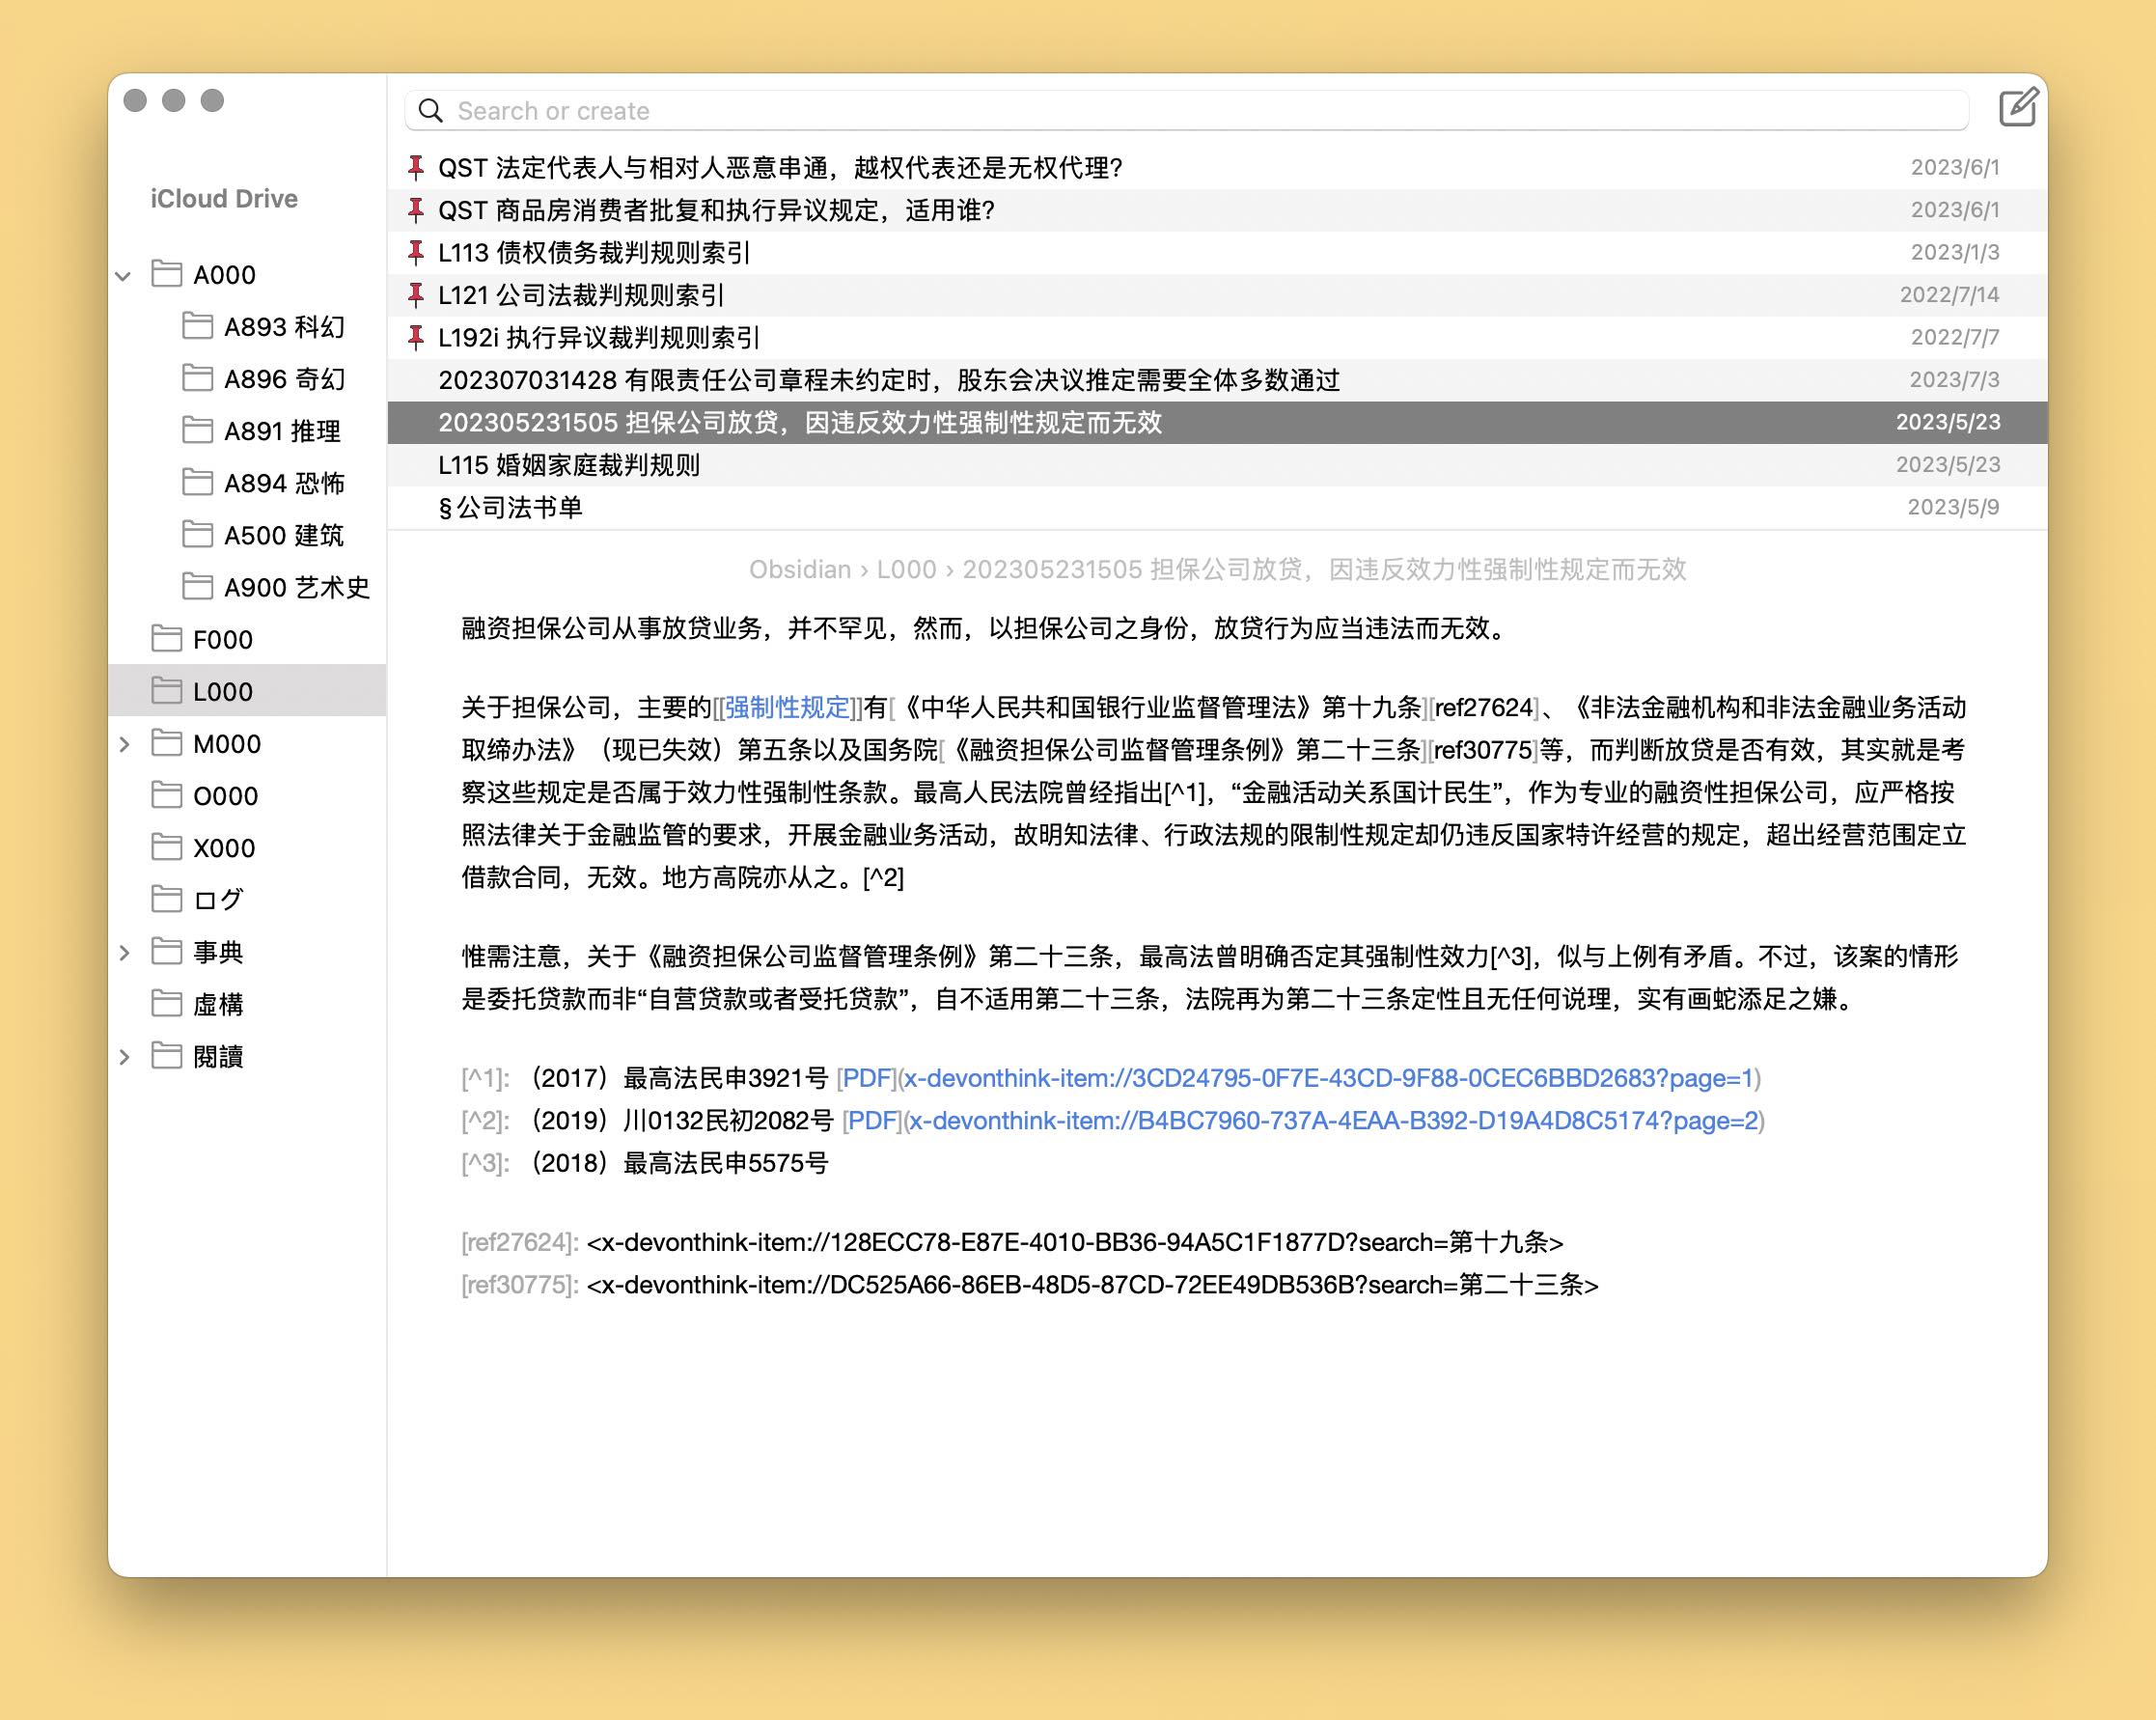 iCloud Drive
A000
A893 科幻
A896 奇幻
A891 推理
A894 恐怖
A500 建筑
A900 艺术史
F000
L000
M000
O000
X000
ログ
事典
虛構
閱讀
Search or create
QST 法定代表人与相对人恶意串通，越权代表还是无权代理？ 2023/6/1
QST 商品房消费者批复和执行异议规定，适用谁？ 2023/6/1
L113 债权债务裁判规则索引 2023/1/3
L121 公司法裁判规则索引 2022/7/14
L192i 执行异议裁判规则索引 2022/7/7
202307031428 有限责任公司章程未约定时，股东会决议推定需要全体多数通过 2023/7/3
202305231505 担保公司放贷，因违反效力性强制性规定而无效 2023/5/23
L115 婚姻家庭裁判规则 2023/5/23
§公司法书单 2023/5/9
Obsidian › L000 › 202305231505 担保公司放贷，因违反效力性强制性规定而无效
融资担保公司从事放贷业务，并不罕见，然而，以担保公司之身份，放贷行为应当违法而无效。
关于担保公司，主要的[[强制性规定]]有[《中华人民共和国银行业监督管理法》第十九条][ref27624]、《非法金融机构和非法金融业务活动
取缔办法》（现已失效）第五条以及国务院[《融资担保公司监督管理条例》第二十三条][ref30775]等，而判断放贷是否有效，其实就是考
察这些规定是否属于效力性强制性条款。最高人民法院曾经指出[^1]，“金融活动关系国计民生”，作为专业的融资性担保公司，应严格按
照法律关于金融监管的要求，开展金融业务活动，故明知法律、行政法规的限制性规定却仍违反国家特许经营的规定，超出经营范围定立
借款合同，无效。地方高院亦从之。[^2]
惟需注意，关于《融资担保公司监督管理条例》第二十三条，最高法曾明确否定其强制性效力[^3]，似与上例有矛盾。不过，该案的情形
是委托贷款而非“自营贷款或者受托贷款”，自不适用第二十三条，法院再为第二十三条定性且无任何说理，实有画蛇添足之嫌。
[^1]: （2017）最高法民申3921号 [PDF](x-devonthink-item://3CD24795-0F7E-43CD-9F88-0CEC6BBD2683?page=1)
[^2]: （2019）川0132民初2082号 [PDF](x-devonthink-item://B4BC7960-737A-4EAA-B392-D19A4D8C5174?page=2)
[^3]: （2018）最高法民申5575号
[ref27624]: <x-devonthink-item://128ECC78-E87E-4010-BB36-94A5C1F1877D?search=第十九条>
[ref30775]: <x-devonthink-item://DC525A66-86EB-48D5-87CD-72EE49DB536B?search=第二十三条>